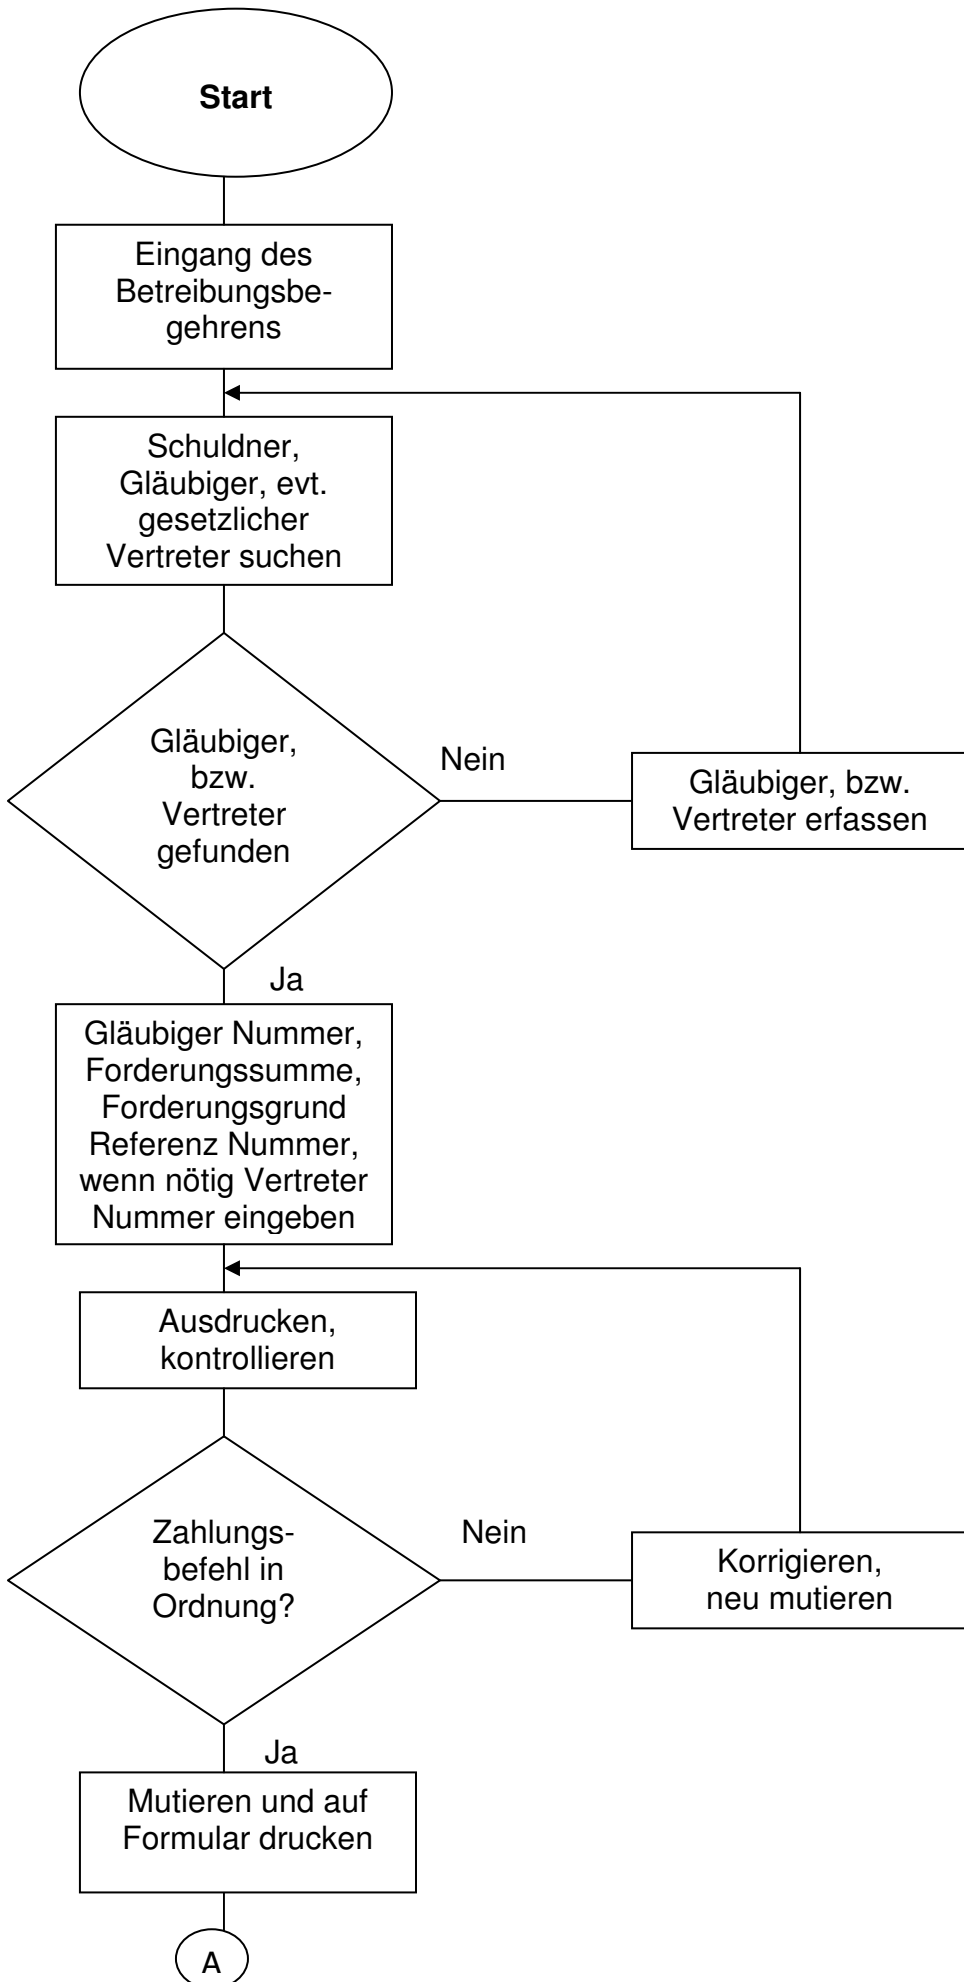 Start
Eingang des
Betreibungsbe-
gehrens
Schuldner,
Gläubiger, evt.
gesetzlicher
Vertreter suchen
Gläubiger,
bzw.
Vertreter
gefunden
Nein
Gläubiger, bzw.
Vertreter erfassen
Ja
Gläubiger Nummer,
Forderungssumme,
Forderungsgrund
Referenz Nummer,
wenn nötig Vertreter
Nummer eingeben
Ausdrucken,
kontrollieren
Zahlungs-
befehl in
Ordnung?
Nein
Korrigieren,
neu mutieren
Ja
Mutieren und auf
Formular drucken
A